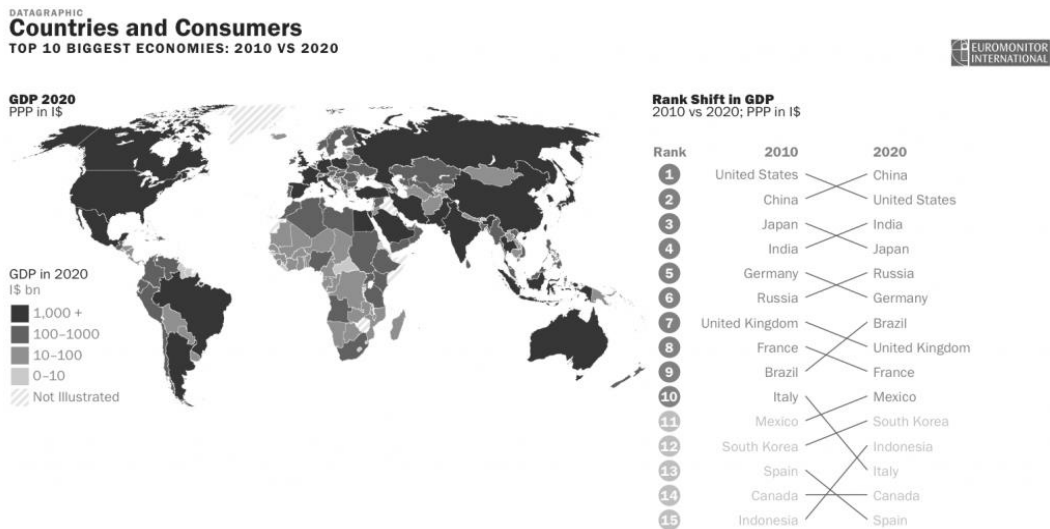 DATAGRAPHIC
Countries and Consumers
TOP 10 BIGGEST ECONOMIES: 2010 VS 2020
EUROMONITOR
INTERNATIONAL
GDP 2020
PPP in I$
GDP in 2020
I$ bn
1,000 +
100–1000
10–100
0–10
Not Illustrated
Rank Shift in GDP
2010 vs 2020; PPP in I$
Rank 2010 2020
1 United States China
2 China United States
3 Japan India
4 India Japan
5 Germany Russia
6 Russia Germany
7 United Kingdom Brazil
8 France United Kingdom
9 Brazil France
10 Italy Mexico
11 Mexico South Korea
12 South Korea Indonesia
13 Spain Italy
14 Canada Canada
15 Indonesia Spain